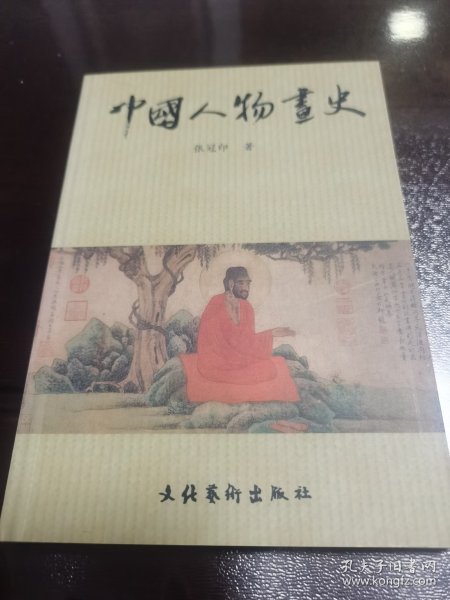 中國人物畫史
张冠印 著
文化藝術出版社
孔夫子旧书网
www.kongfz.com